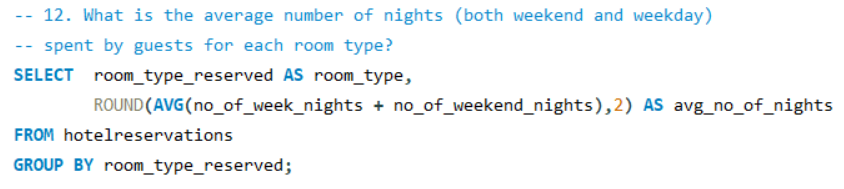 -- 12. What is the average number of nights (both weekend and weekday)
-- spent by guests for each room type?
SELECT  room_type_reserved AS room_type,
        ROUND(AVG(no_of_week_nights + no_of_weekend_nights),2) AS avg_no_of_nights
FROM hotelreservations
GROUP BY room_type_reserved;